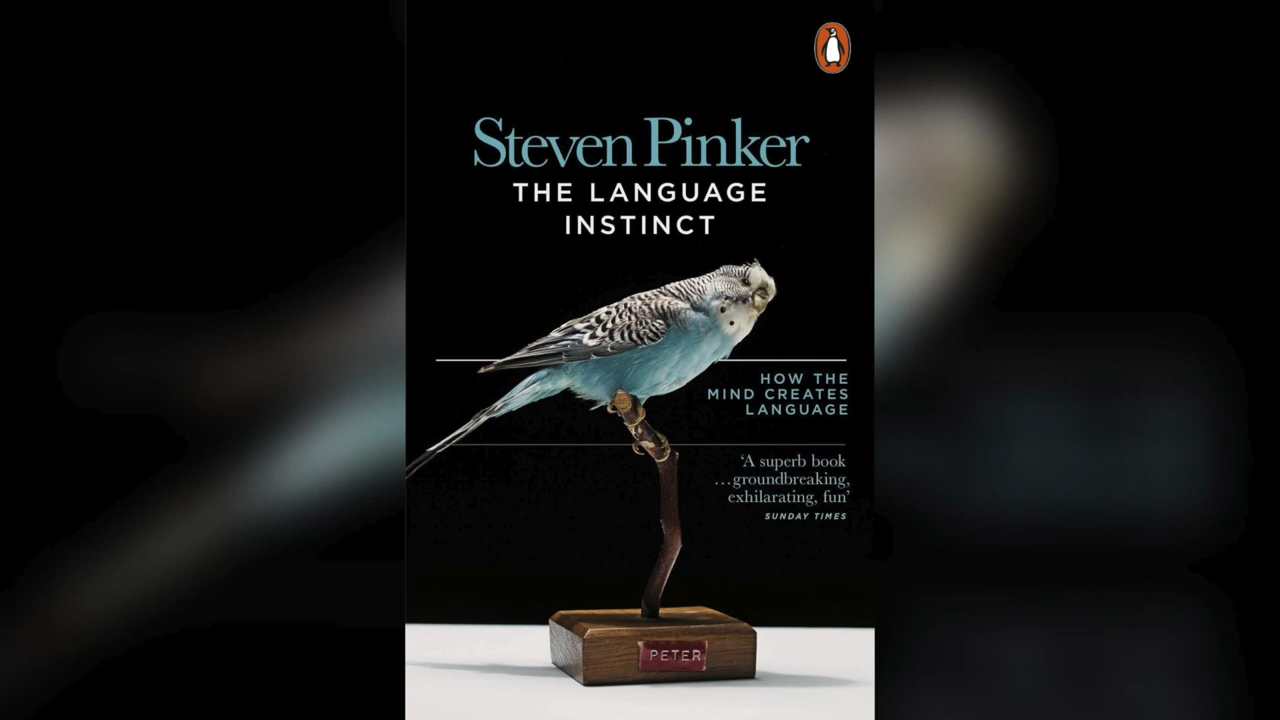 Steven Pinker
THE LANGUAGE
INSTINCT
HOW THE
MIND CREATES
LANGUAGE
‘A superb book
…groundbreaking,
exhilarating, fun’
SUNDAY TIMES
PETER